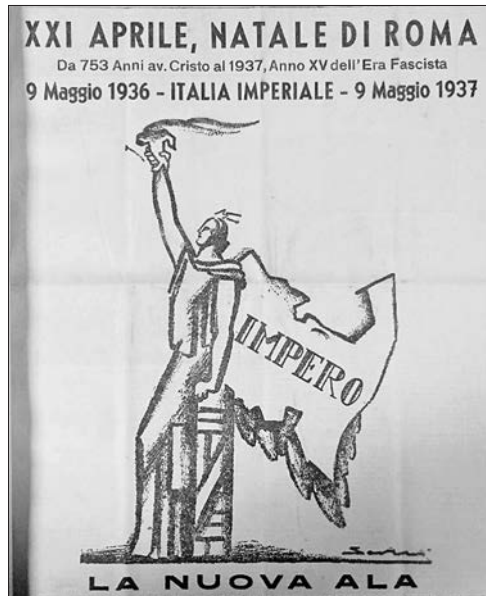 XXI APRILE, NATALE DI ROMA
Da 753 Anni av. Cristo al 1937, Anno XV dell'Era Fascista
9 Maggio 1936 - ITALIA IMPERIALE - 9 Maggio 1937
IMPERO
LA NUOVA ALA